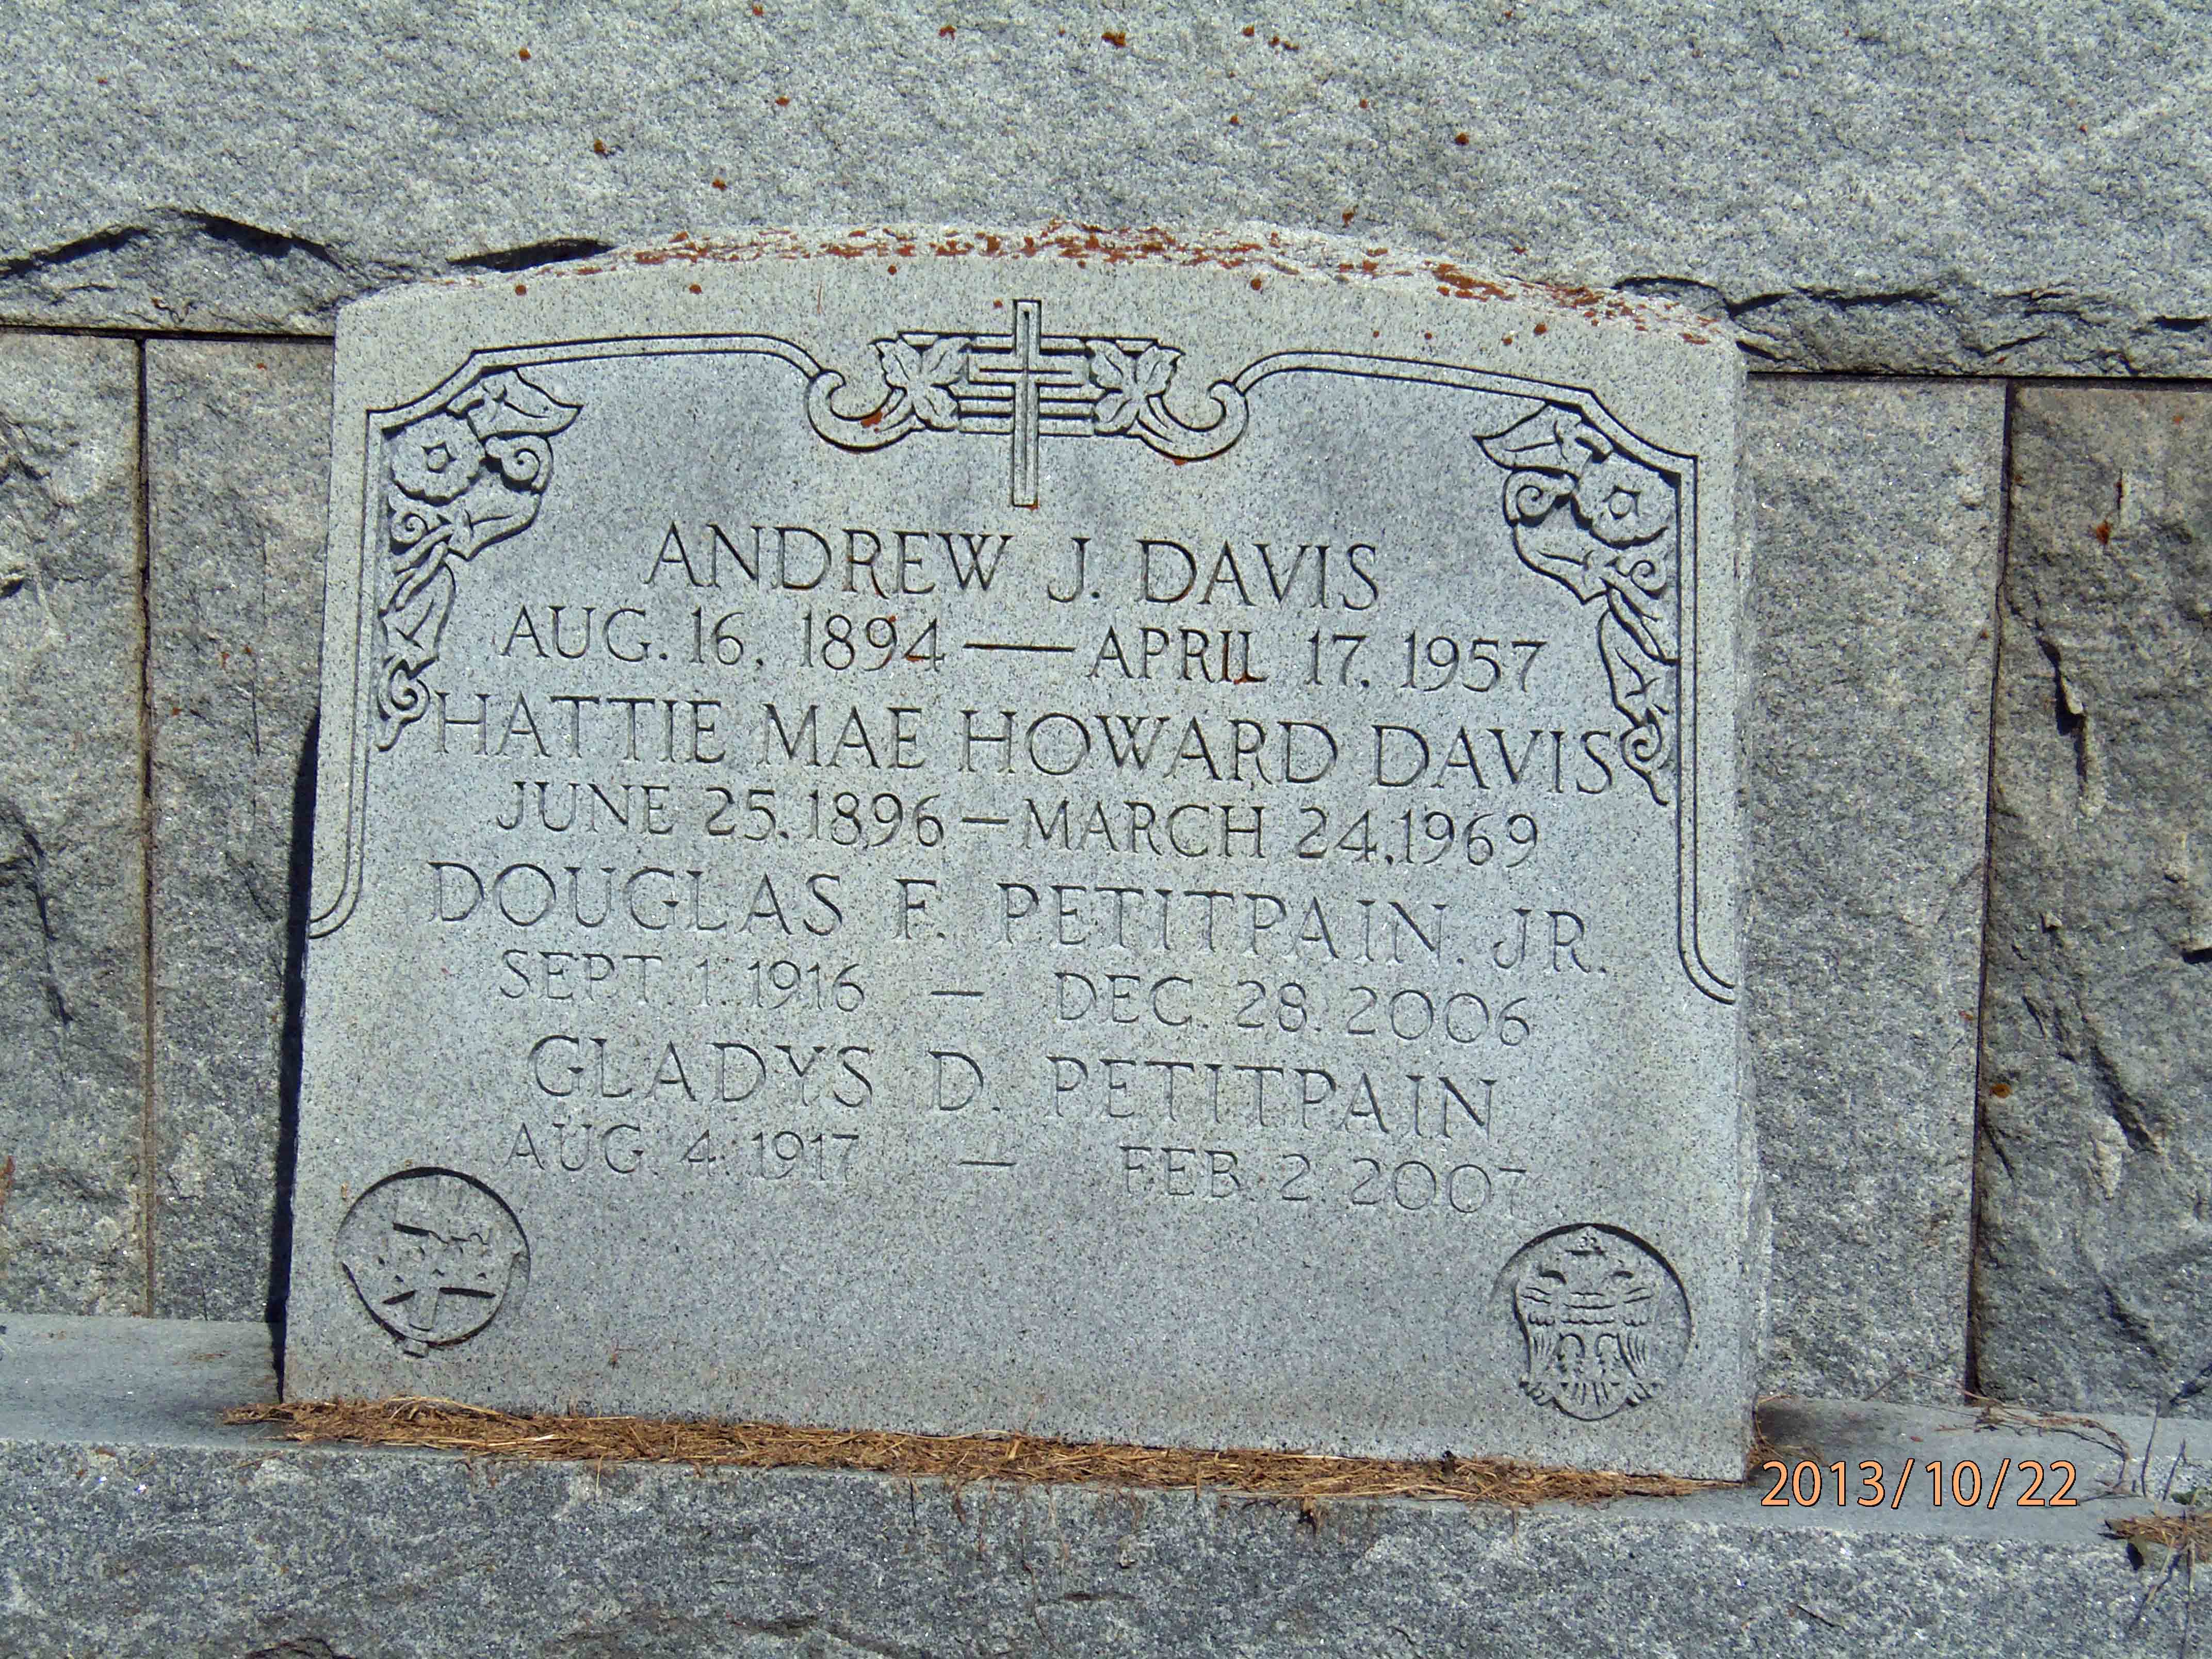 ANDREW J. DAVIS
AUG. 16, 1894 — APRIL 17, 1957
HATTIE MAE HOWARD DAVIS
JUNE 25, 1896 — MARCH 24, 1969
DOUGLAS F. PETITPAIN, JR.
SEPT. 1, 1916 — DEC. 28, 2006
GLADYS D. PETITPAIN
AUG. 4, 1917 — FEB. 2, 2007
32
2013/10/22